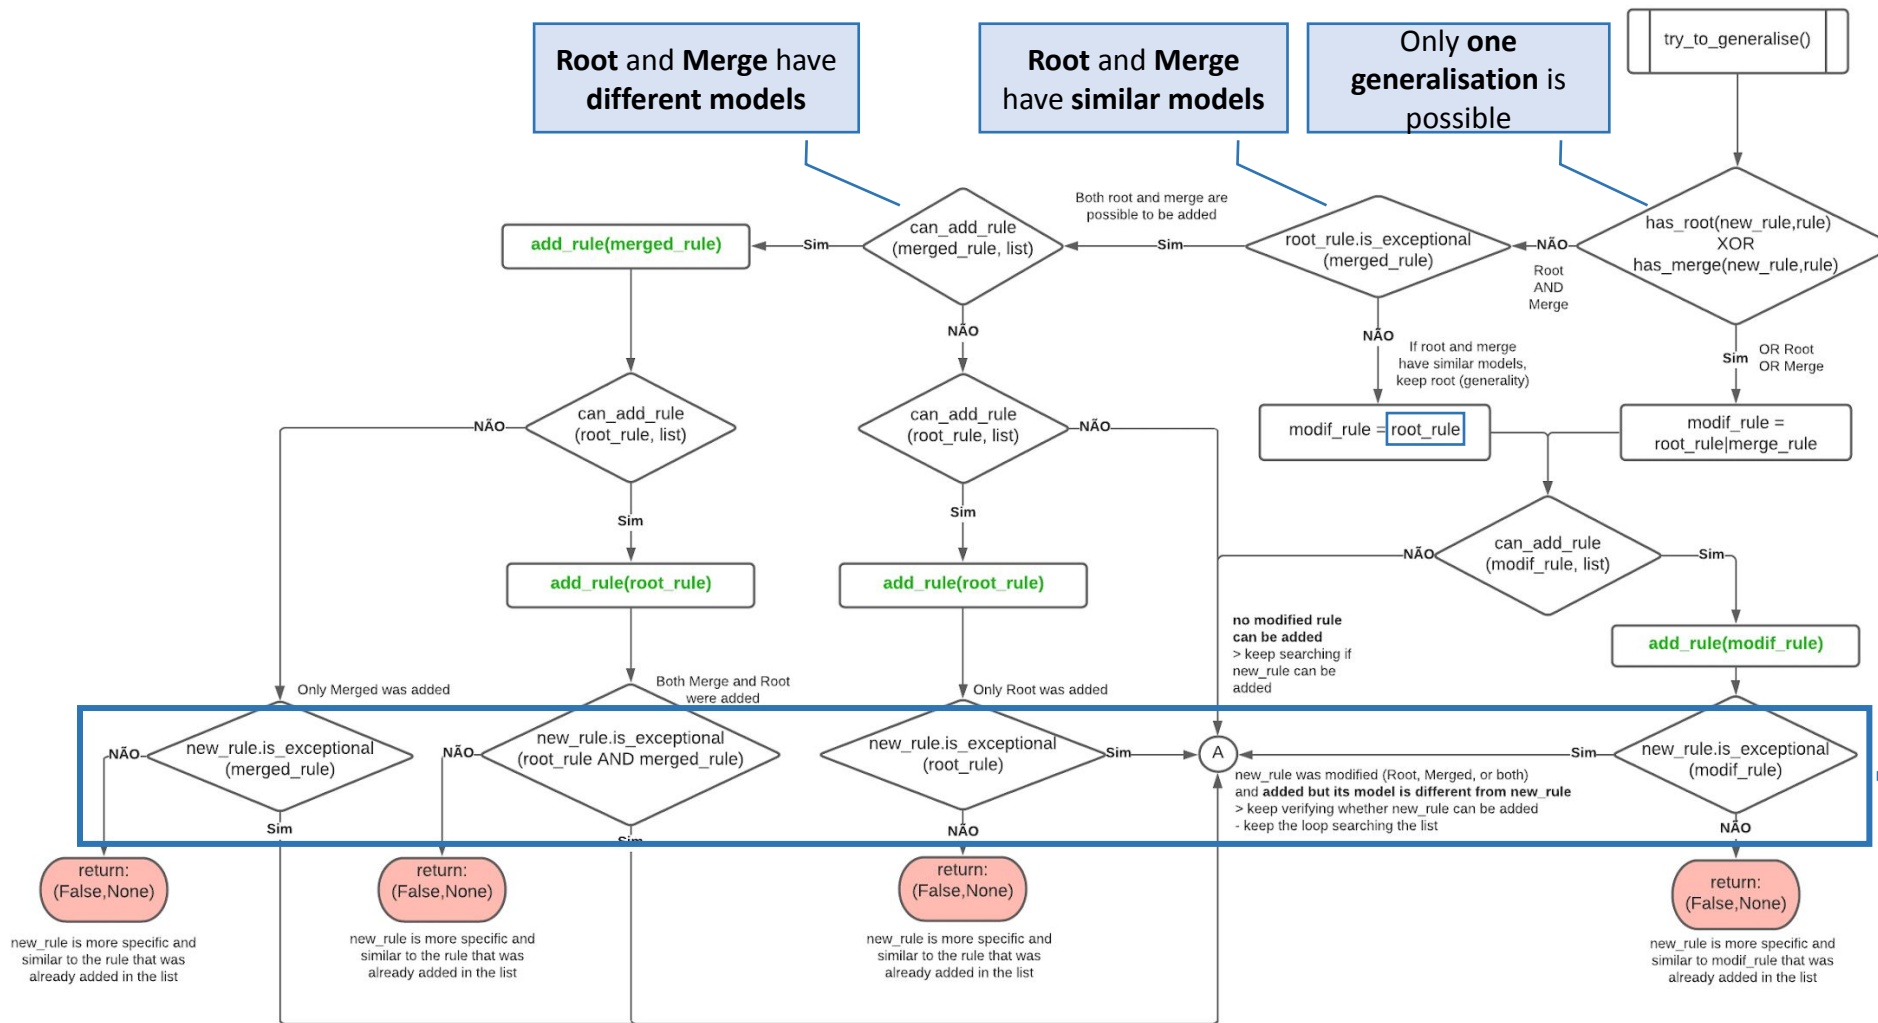 Root and Merge have
different models
Root and Merge
have similar models
Only one
generalisation is
possible
try_to_generalise()
has_root(new_rule,rule)
XOR
has_merge(new_rule,rule)
NÃO
Root
AND
Merge
Sim
OR Root
OR Merge
root_rule.is_exceptional
(merged_rule)
Both root and merge are
possible to be added
Sim
NÃO
If root and merge
have similar models,
keep root (generality)
can_add_rule
(merged_rule, list)
Sim
NÃO
add_rule(merged_rule)
can_add_rule
(root_rule, list)
NÃO
Sim
can_add_rule
(root_rule, list)
NÃO
Sim
modif_rule = root_rule
modif_rule =
root_rule|merge_rule
can_add_rule
(modif_rule, list)
NÃO
Sim
add_rule(root_rule)
add_rule(root_rule)
no modified rule
can be added
> keep searching if
new_rule can be
added
add_rule(modif_rule)
Only Merged was added
Both Merge and Root
were added
Only Root was added
new_rule.is_exceptional
(merged_rule)
NÃO
Sim
new_rule.is_exceptional
(root_rule AND merged_rule)
NÃO
Sim
new_rule.is_exceptional
(root_rule)
Sim
NÃO
A
new_rule.is_exceptional
(modif_rule)
Sim
NÃO
new_rule was modified (Root, Merged, or both)
and added but its model is different from new_rule
> keep verifying whether new_rule can be added
- keep the loop searching the list
return:
(False,None)
return:
(False,None)
return:
(False,None)
return:
(False,None)
new_rule is more specific and
similar to the rule that was
already added in the list
new_rule is more specific and
similar to the rule that was
already added in the list
new_rule is more specific and
similar to the rule that was
already added in the list
new_rule is more specific and
similar to modif_rule that was
already added in the list